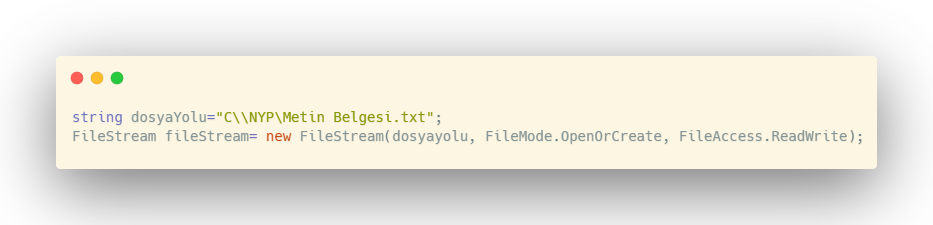 string dosyaYolu="C\\NYP\Metin Belgesi.txt";
FileStream fileStream= new FileStream(dosyayolu, FileMode.OpenOrCreate, FileAccess.ReadWrite);